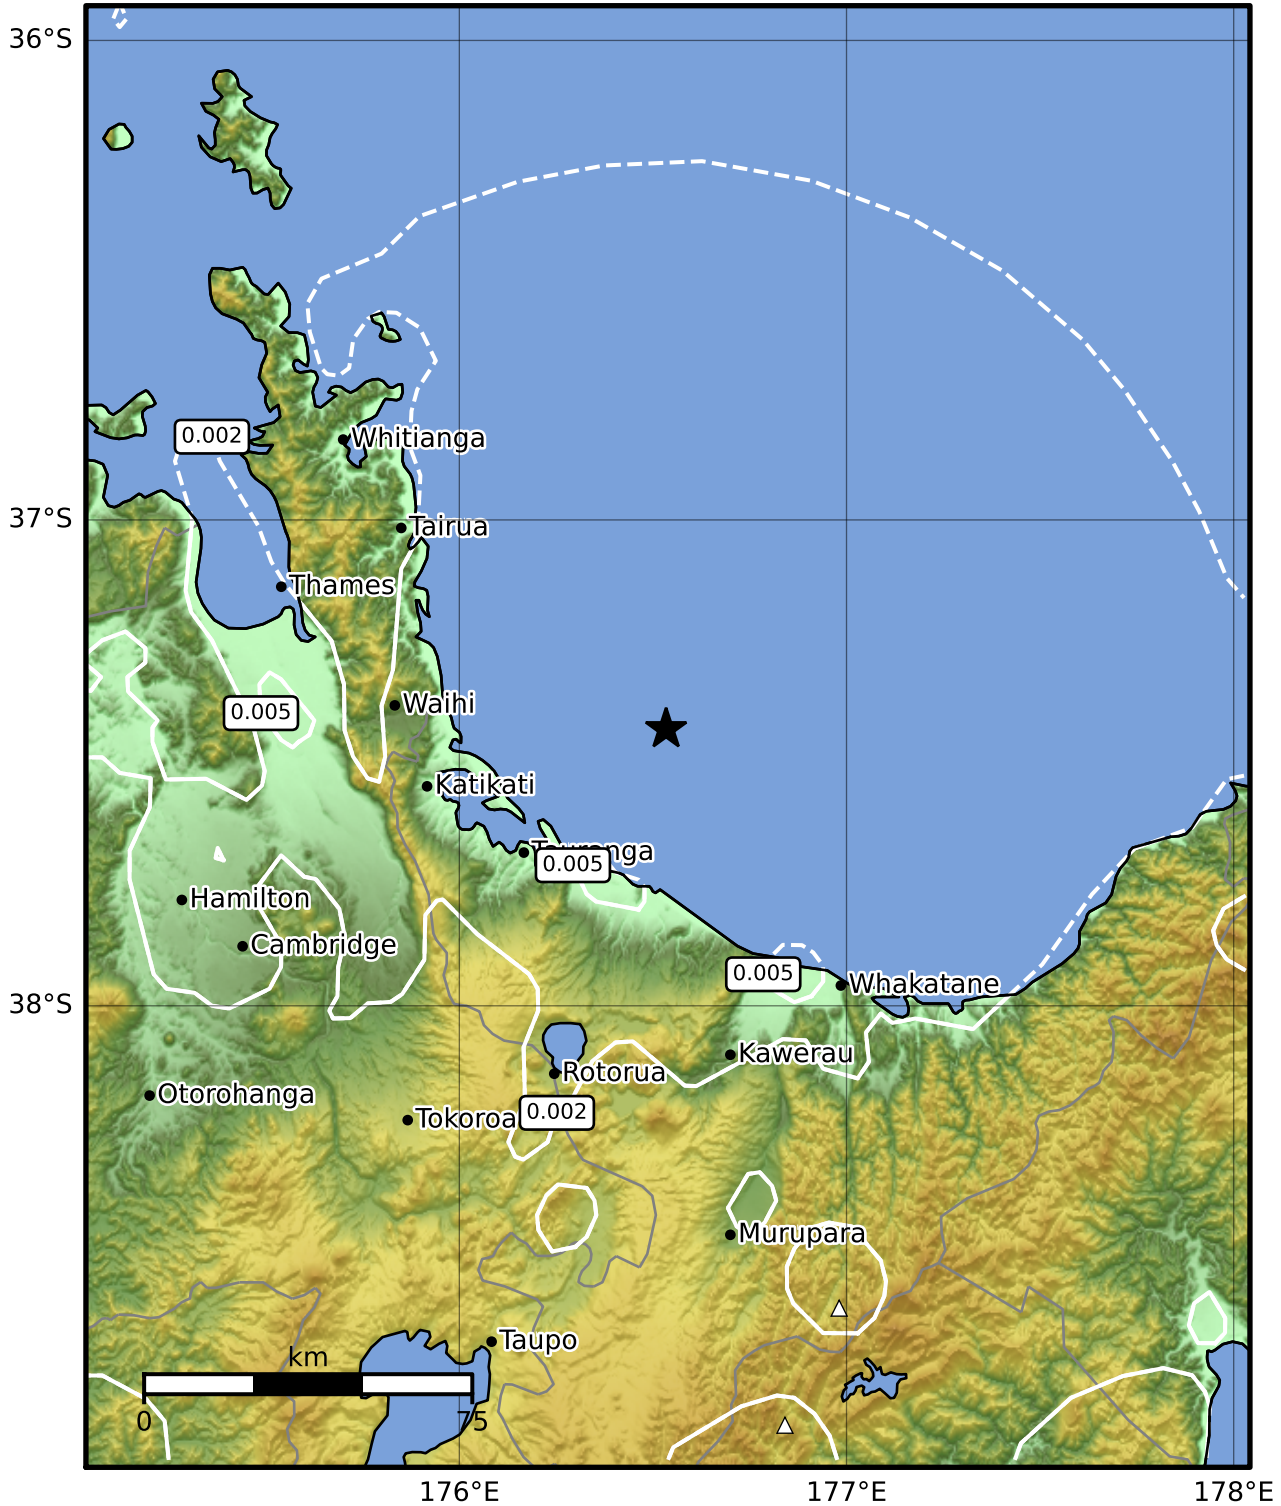 36°S
0.002
Whitianga
37°S
Tairua
Thames
Waihi
0.005
Katikati
Tauranga
0.005
Hamilton
Cambridge
0.005
Whakatane
38°S
Kawerau
Rotorua
Otorohanga
0.002
Tokoroa
Murupara
Taupo
km
0
75
176°E
177°E
178°E